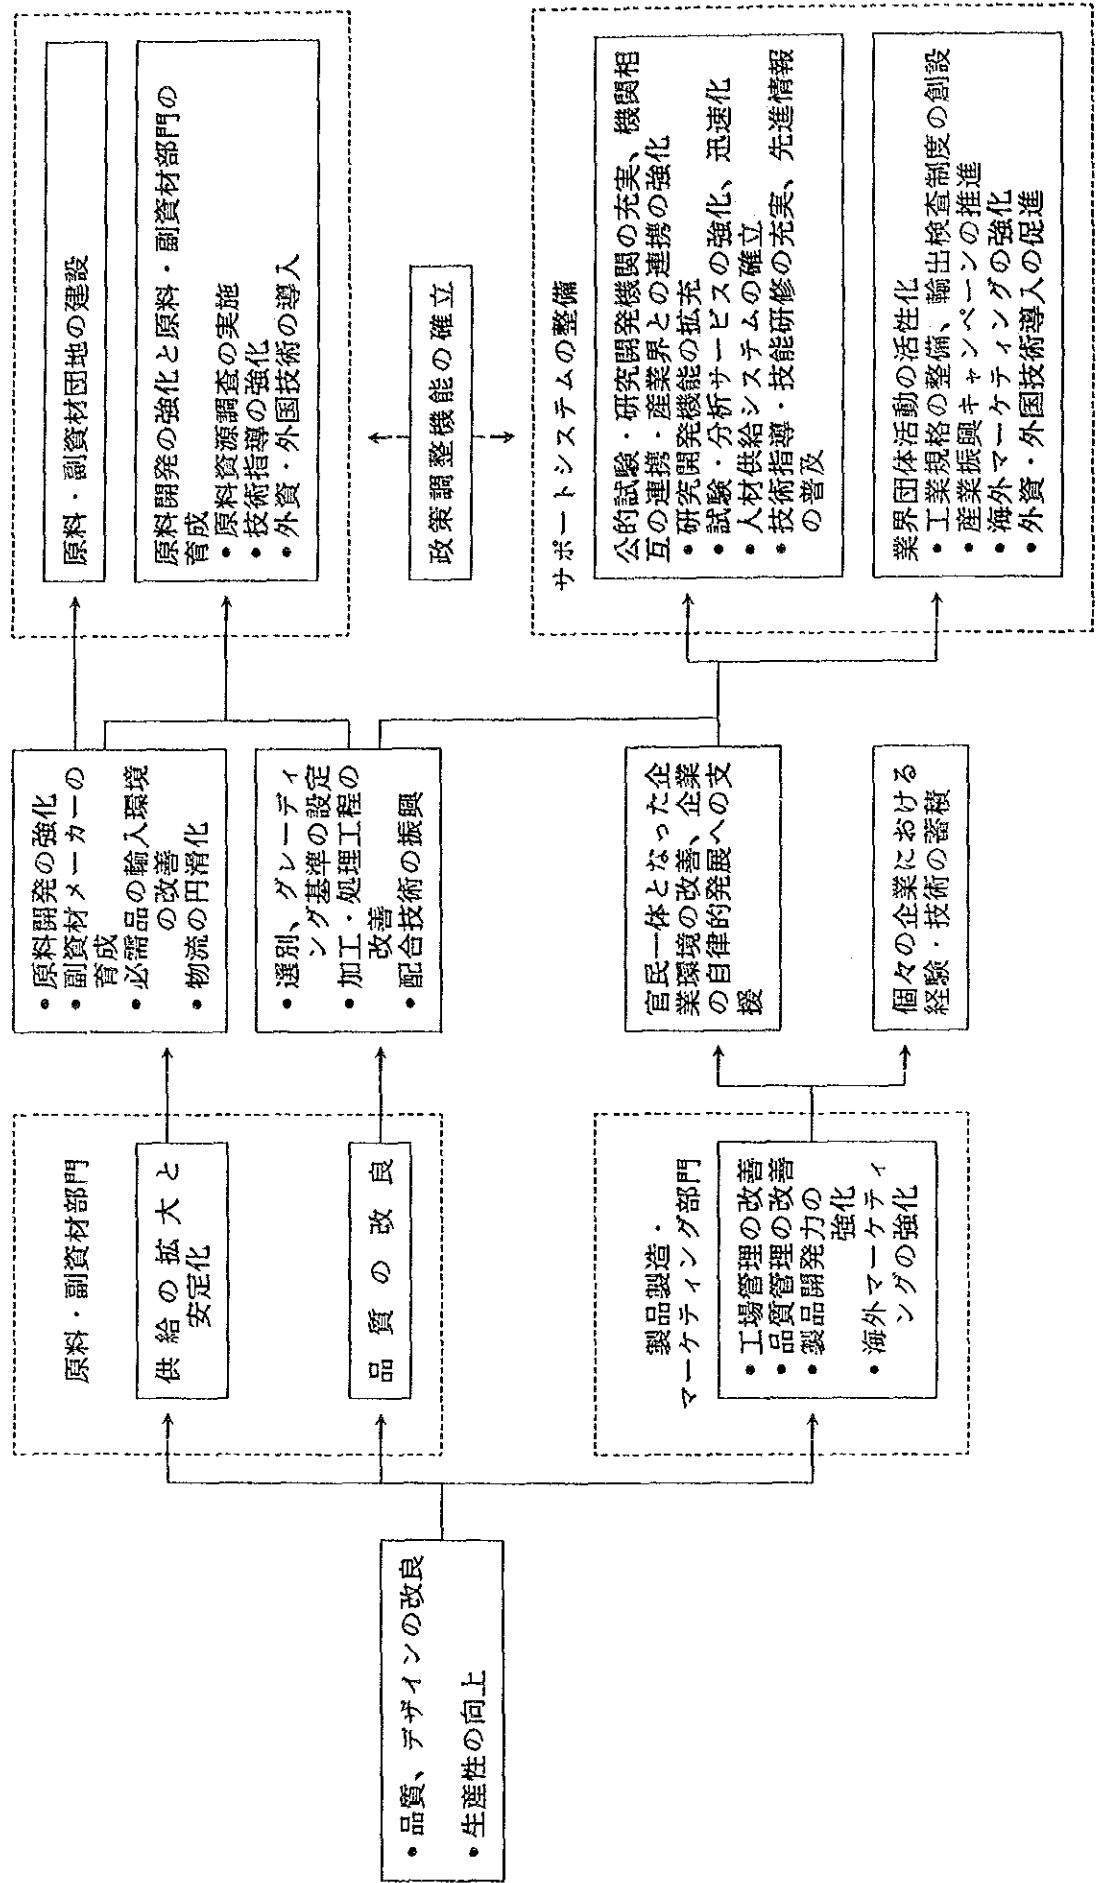 ・品質、デザインの改良
・生産性の向上
原料・副資材部門
供給の拡大と
安定化
品質の改良
製品製造・
マーケティング部門
・工場管理の改善
・品質管理の改善
・製品開発力の
強化
・海外マーケティ
ングの強化
・原料開発の強化
・副資材メーカーの
育成
・必需品の輸入環境
の改善
・物流の円滑化
・選別、グレーディ
ング基準の設定
・加工・処理工程の
改善
・配合技術の振興
官民一体となった企
業環境の改善、企業
の自律的発展への支
援
個々の企業における
経験・技術の蓄積
原料・副資材団地の建設
原料開発の強化と原料・副資材部門の
育成
・原料資源調査の実施
・技術指導の強化
・外資・外国技術の導入
政策調整機能の確立
サポートシステムの整備
公的試験・研究開発機関の充実、機関相
互の連携・産業界との連携の強化
・研究開発機能の拡充
・試験・分析サービスの強化、迅速化
・人材供給システムの確立
・技術指導・技能研修の充実、先進情報
の普及
業界団体活動の活性化
・工業規格の整備、輸出検査制度の創設
・産業振興キャンペーンの推進
・海外マーケティングの強化
・外資・外国技術導入の促進